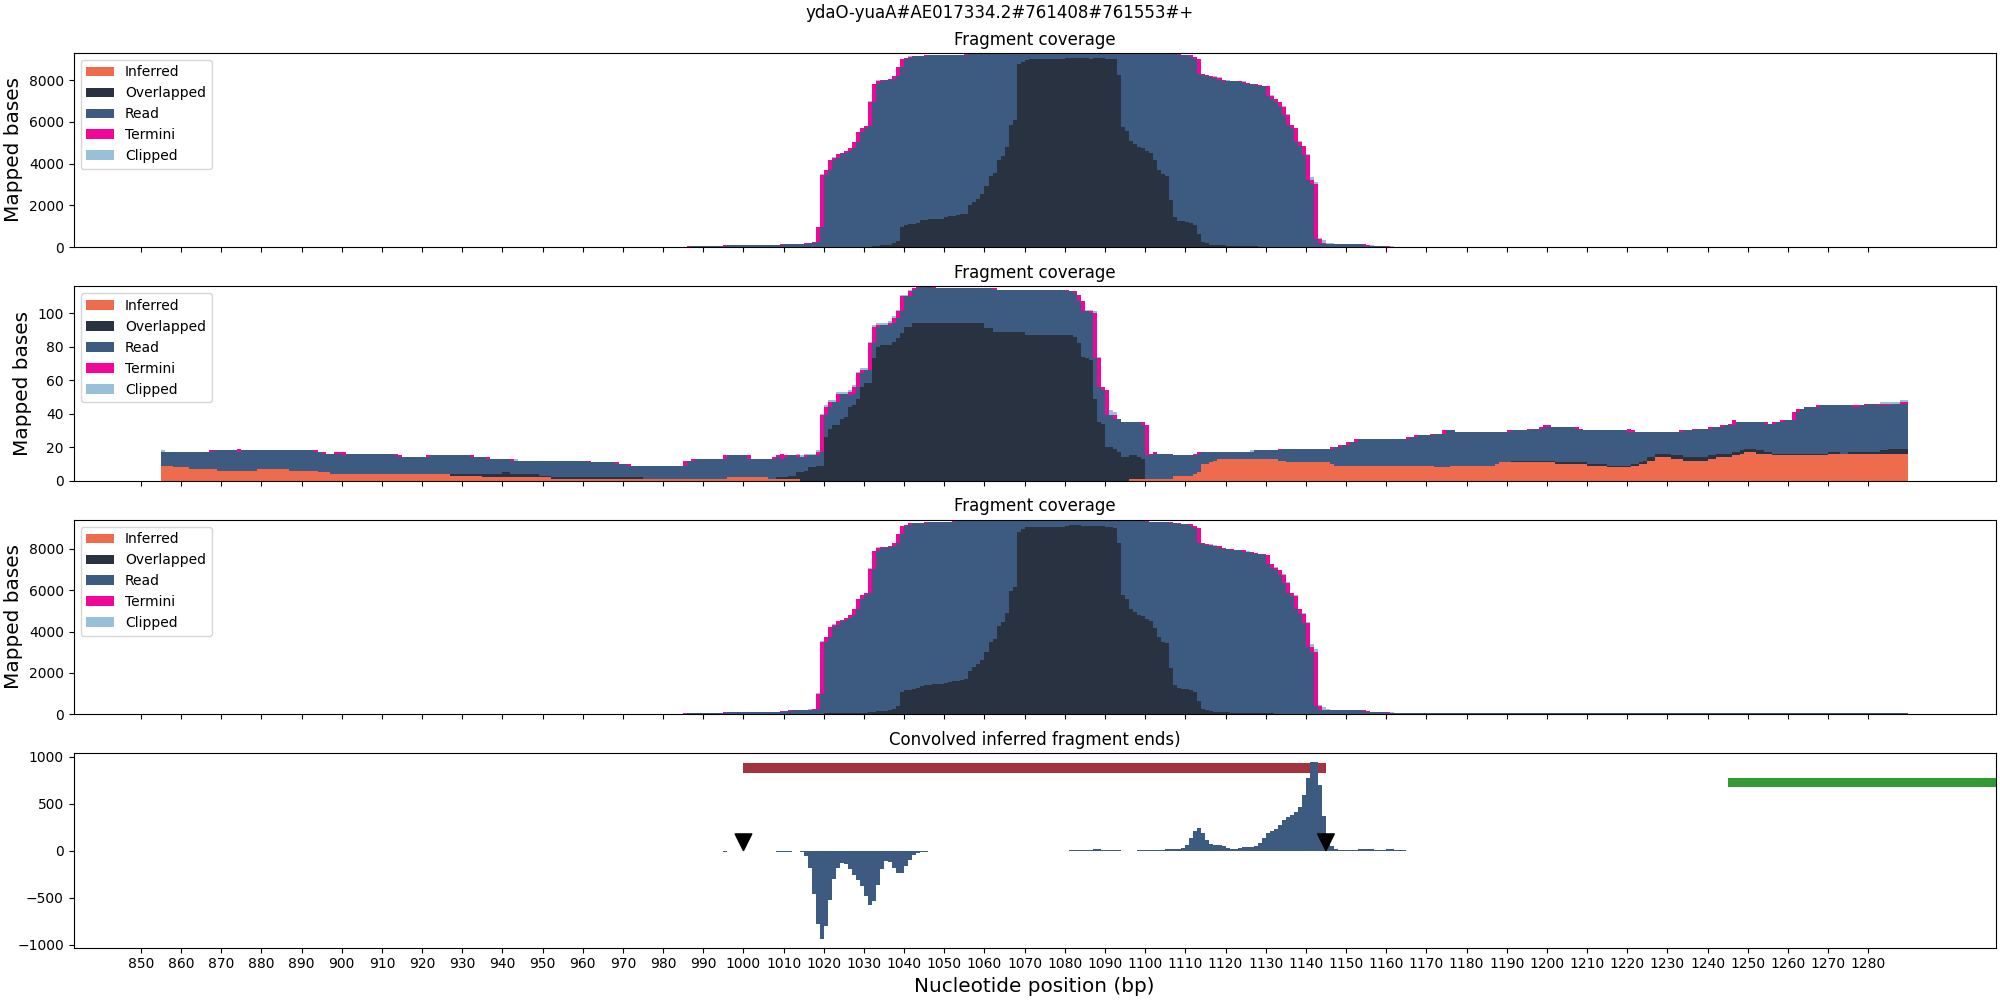 ydaO-yuaA#AE017334.2#761408#761553#+
Fragment coverage
Mapped bases
8000
6000
4000
2000
0
Inferred
Overlapped
Read
Termini
Clipped
Fragment coverage
Mapped bases
100
80
60
40
20
0
Inferred
Overlapped
Read
Termini
Clipped
Fragment coverage
Mapped bases
8000
6000
4000
2000
0
Inferred
Overlapped
Read
Termini
Clipped
Convolved inferred fragment ends)
1000
500
0
−500
−1000
850 860 870 880 890 900 910 920 930 940 950 960 970 980 990 1000 1010 1020 1030 1040 1050 1060 1070 1080 1090 1100 1110 1120 1130 1140 1150 1160 1170 1180 1190 1200 1210 1220 1230 1240 1250 1260 1270 1280
Nucleotide position (bp)